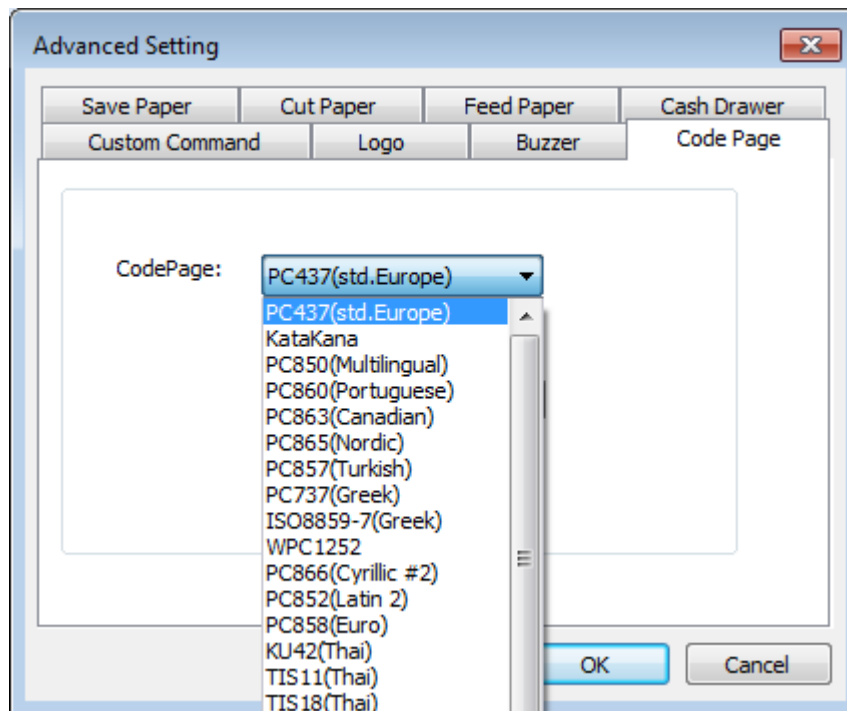 Advanced Setting
Save Paper Cut Paper Feed Paper Cash Drawer
Custom Command Logo Buzzer Code Page
CodePage: PC437(std.Europe)
PC437(std.Europe)
KataKana
PC850(Multilingual)
PC860(Portuguese)
PC863(Canadian)
PC865(Nordic)
PC857(Turkish)
PC737(Greek)
ISO8859-7(Greek)
WPC1252
PC866(Cyrillic #2)
PC852(Latin 2)
PC858(Euro)
KU42(Thai)
TIS11(Thai)
TIS18(Thai)
OK Cancel